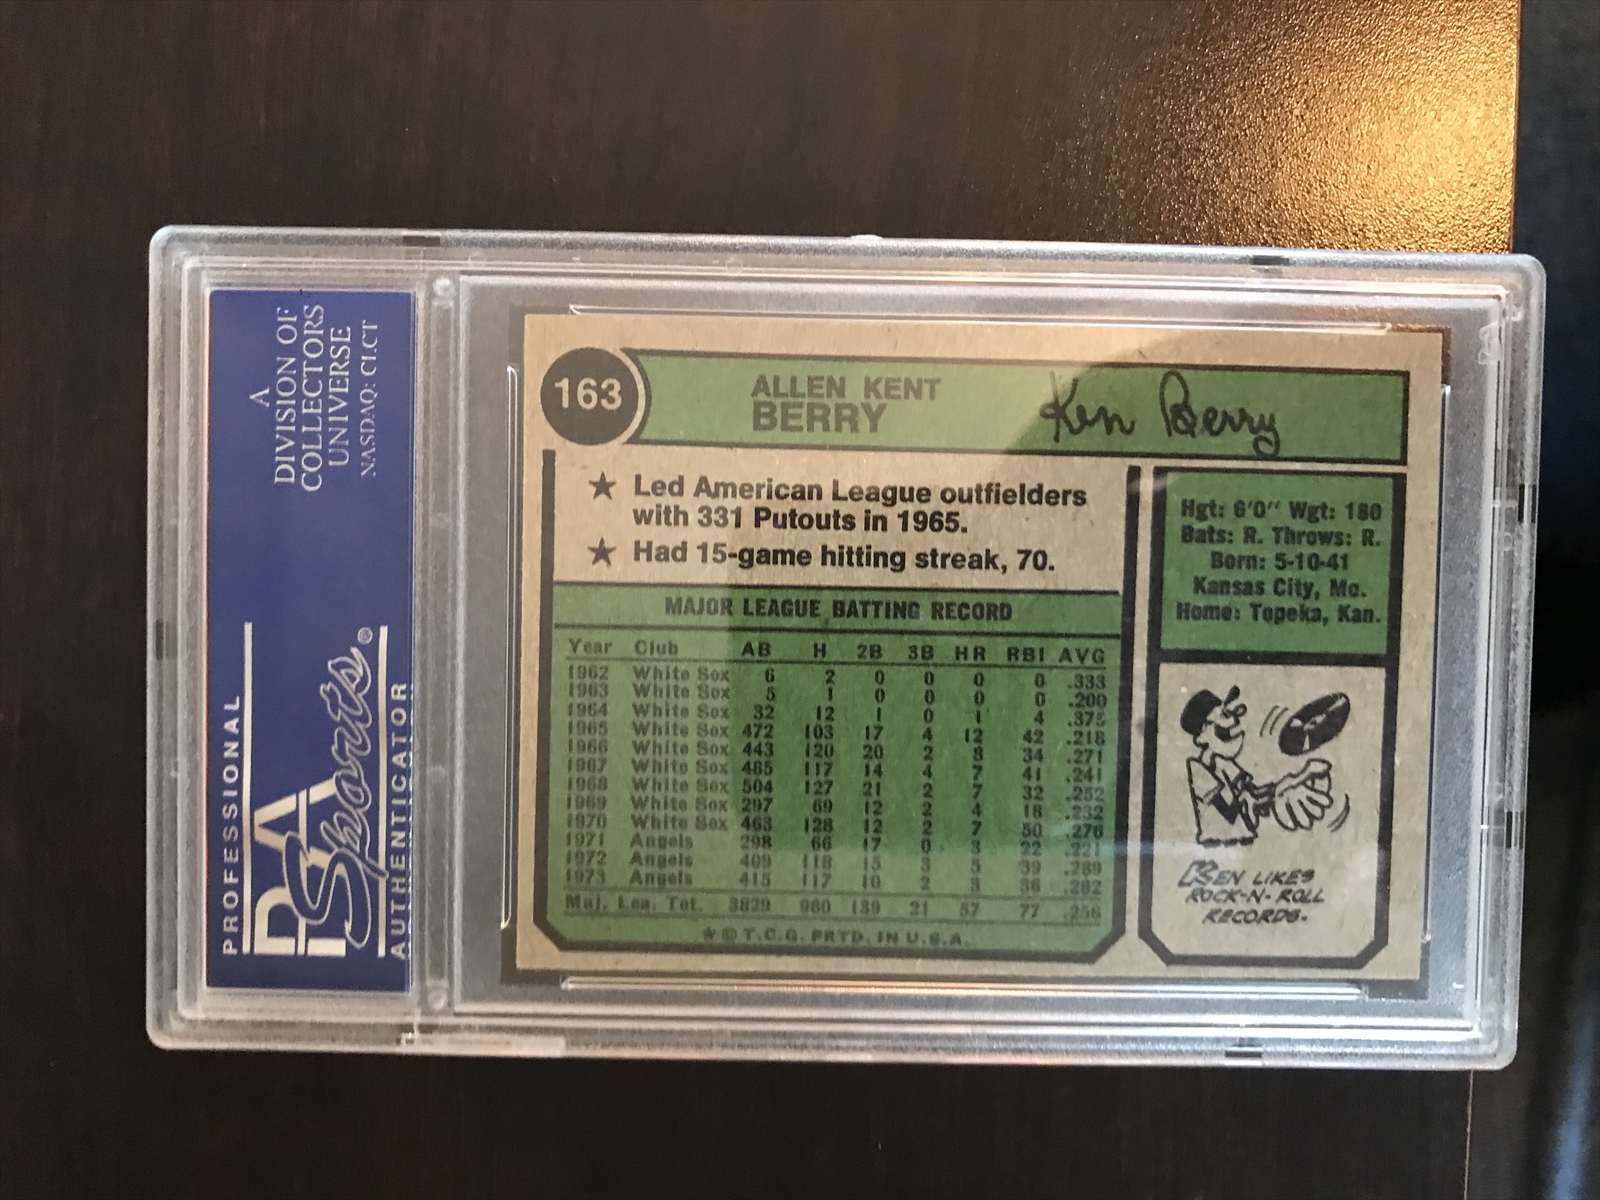 A
DIVISION OF
COLLECTORS
UNIVERSE
NASDAQ: CLCT
PROFESSIONAL
PSA
Sports®
AUTHENTICATOR
163
ALLEN KENT
BERRY
Ken Berry
★ Led American League outfielders
with 331 Putouts in 1965.
★ Had 15-game hitting streak, 70.
MAJOR LEAGUE BATTING RECORD
Year Club AB H 2B 3B HR RBI AVG
1962 White Sox 6 2 0 0 0 0 .333
1963 White Sox 5 1 0 0 0 0 .200
1964 White Sox 32 12 1 0 1 4 .375
1965 White Sox 472 103 17 4 12 42 .218
1966 White Sox 443 120 20 2 8 34 .271
1967 White Sox 485 117 14 4 7 41 .241
1968 White Sox 504 127 21 2 7 32 .252
1969 White Sox 297 69 12 2 4 18 .232
1970 White Sox 463 128 12 2 7 50 .276
1971 Angels 298 66 17 0 3 22 .221
1972 Angels 409 118 15 3 5 39 .289
1973 Angels 415 117 10 2 3 36 .282
Maj. Lea. Tot. 3829 980 139 21 57 77 .256
★ © T.C.G. PRTD. IN U.S.A.
Hgt: 6'0" Wgt: 180
Bats: R. Throws: R.
Born: 5-10-41
Kansas City, Mo.
Home: Topeka, Kan.
KEN LIKES
ROCK-N-ROLL
RECORDS.